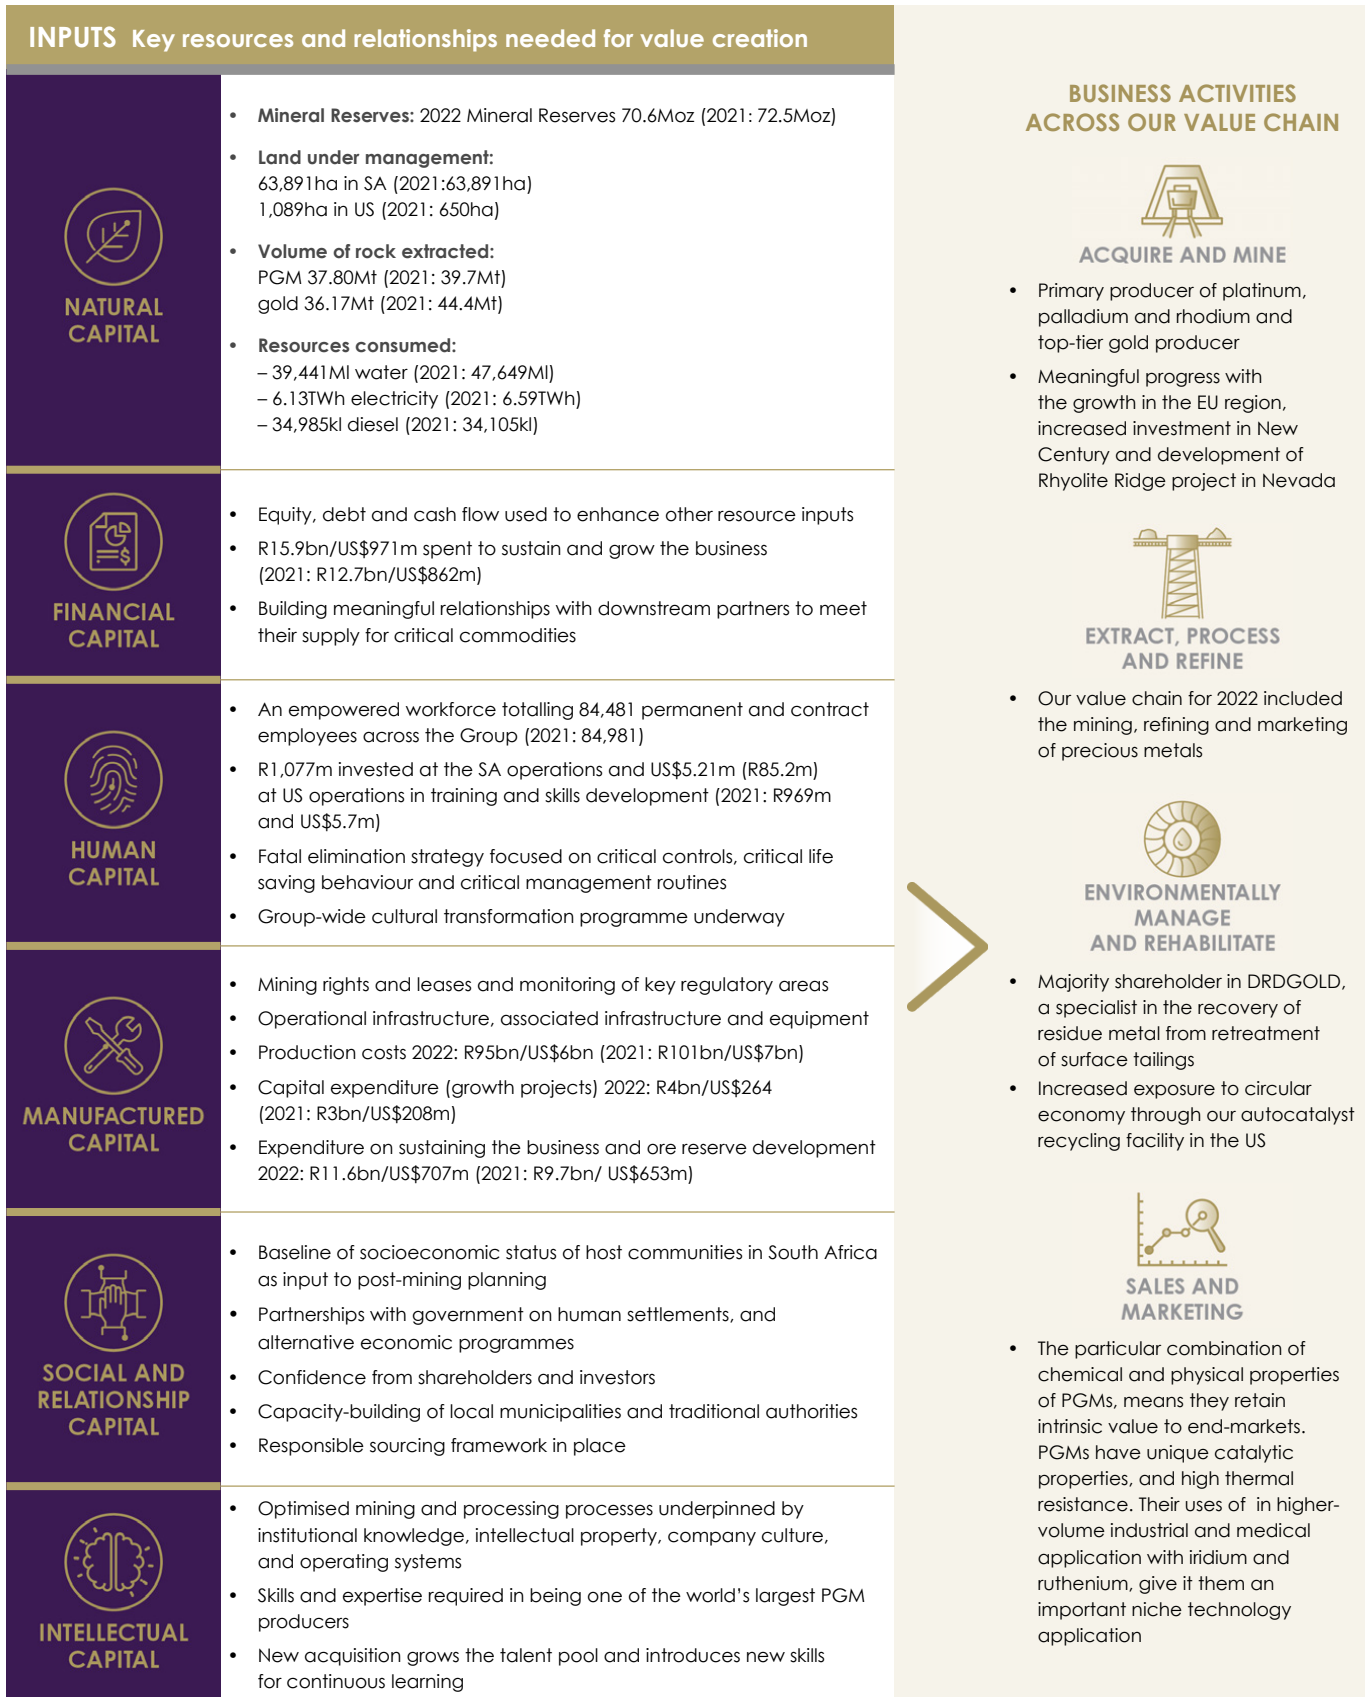 INPUTS Key resources and relationships needed for value creation
NATURAL
CAPITAL
• Mineral Reserves: 2022 Mineral Reserves 70.6Moz (2021: 72.5Moz)
• Land under management:
63,891ha in SA (2021:63,891ha)
1,089ha in US (2021: 650ha)
• Volume of rock extracted:
PGM 37.80Mt (2021: 39.7Mt)
gold 36.17Mt (2021: 44.4Mt)
• Resources consumed:
– 39,441Ml water (2021: 47,649Ml)
– 6.13TWh electricity (2021: 6.59TWh)
– 34,985kl diesel (2021: 34,105kl)
FINANCIAL
CAPITAL
• Equity, debt and cash flow used to enhance other resource inputs
• R15.9bn/US$971m spent to sustain and grow the business
(2021: R12.7bn/US$862m)
• Building meaningful relationships with downstream partners to meet
their supply for critical commodities
HUMAN
CAPITAL
• An empowered workforce totalling 84,481 permanent and contract
employees across the Group (2021: 84,981)
• R1,077m invested at the SA operations and US$5.21m (R85.2m)
at US operations in training and skills development (2021: R969m
and US$5.7m)
• Fatal elimination strategy focused on critical controls, critical life
saving behaviour and critical management routines
• Group-wide cultural transformation programme underway
MANUFACTURED
CAPITAL
• Mining rights and leases and monitoring of key regulatory areas
• Operational infrastructure, associated infrastructure and equipment
• Production costs 2022: R95bn/US$6bn (2021: R101bn/US$7bn)
• Capital expenditure (growth projects) 2022: R4bn/US$264
(2021: R3bn/US$208m)
• Expenditure on sustaining the business and ore reserve development
2022: R11.6bn/US$707m (2021: R9.7bn/ US$653m)
SOCIAL AND
RELATIONSHIP
CAPITAL
• Baseline of socioeconomic status of host communities in South Africa
as input to post-mining planning
• Partnerships with government on human settlements, and
alternative economic programmes
• Confidence from shareholders and investors
• Capacity-building of local municipalities and traditional authorities
• Responsible sourcing framework in place
INTELLECTUAL
CAPITAL
• Optimised mining and processing processes underpinned by
institutional knowledge, intellectual property, company culture,
and operating systems
• Skills and expertise required in being one of the world's largest PGM
producers
• New acquisition grows the talent pool and introduces new skills
for continuous learning
BUSINESS ACTIVITIES
ACROSS OUR VALUE CHAIN
ACQUIRE AND MINE
• Primary producer of platinum,
palladium and rhodium and
top-tier gold producer
• Meaningful progress with
the growth in the EU region,
increased investment in New
Century and development of
Rhyolite Ridge project in Nevada
EXTRACT, PROCESS
AND REFINE
• Our value chain for 2022 included
the mining, refining and marketing
of precious metals
ENVIRONMENTALLY
MANAGE
AND REHABILITATE
• Majority shareholder in DRDGOLD,
a specialist in the recovery of
residue metal from retreatment
of surface tailings
• Increased exposure to circular
economy through our autocatalyst
recycling facility in the US
SALES AND
MARKETING
• The particular combination of
chemical and physical properties
of PGMs, means they retain
intrinsic value to end-markets.
PGMs have unique catalytic
properties, and high thermal
resistance. Their uses of in higher-
volume industrial and medical
application with iridium and
ruthenium, give it them an
important niche technology
application